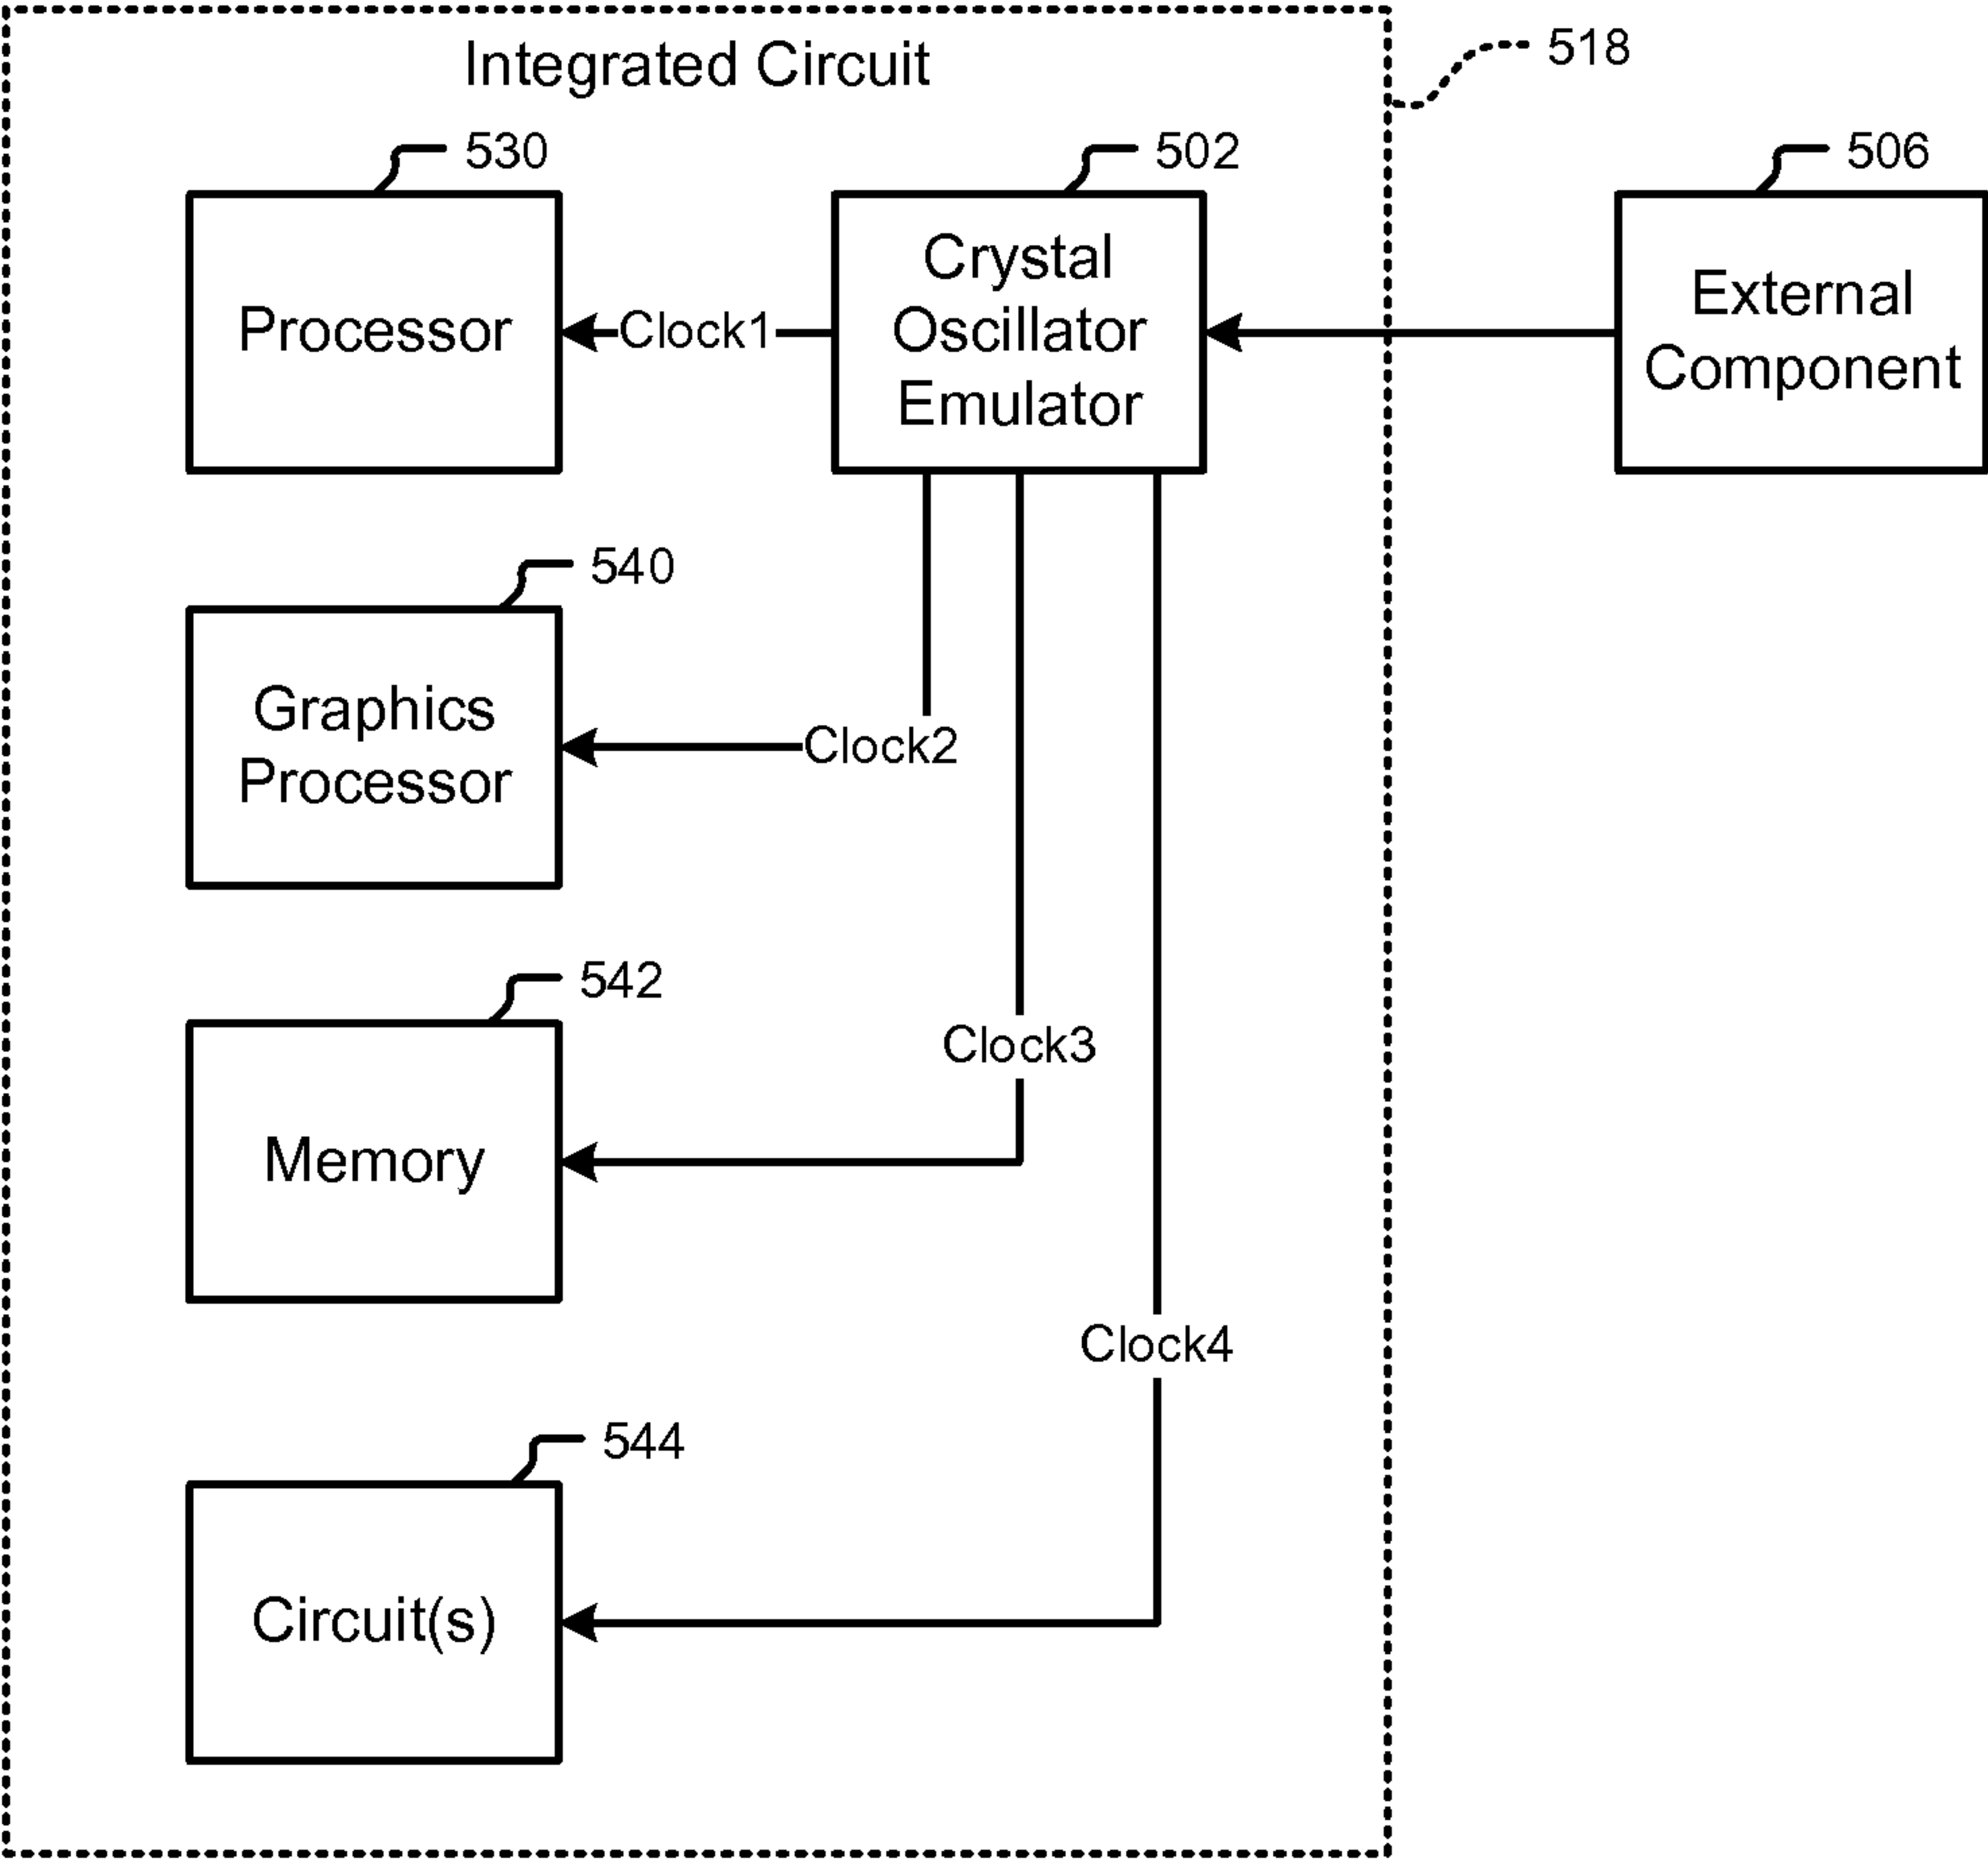 Integrated Circuit
518
530
502
506
Processor
Clock1
Crystal
Oscillator
Emulator
External
Component
540
Graphics
Processor
Clock2
542
Memory
Clock3
Clock4
544
Circuit(s)